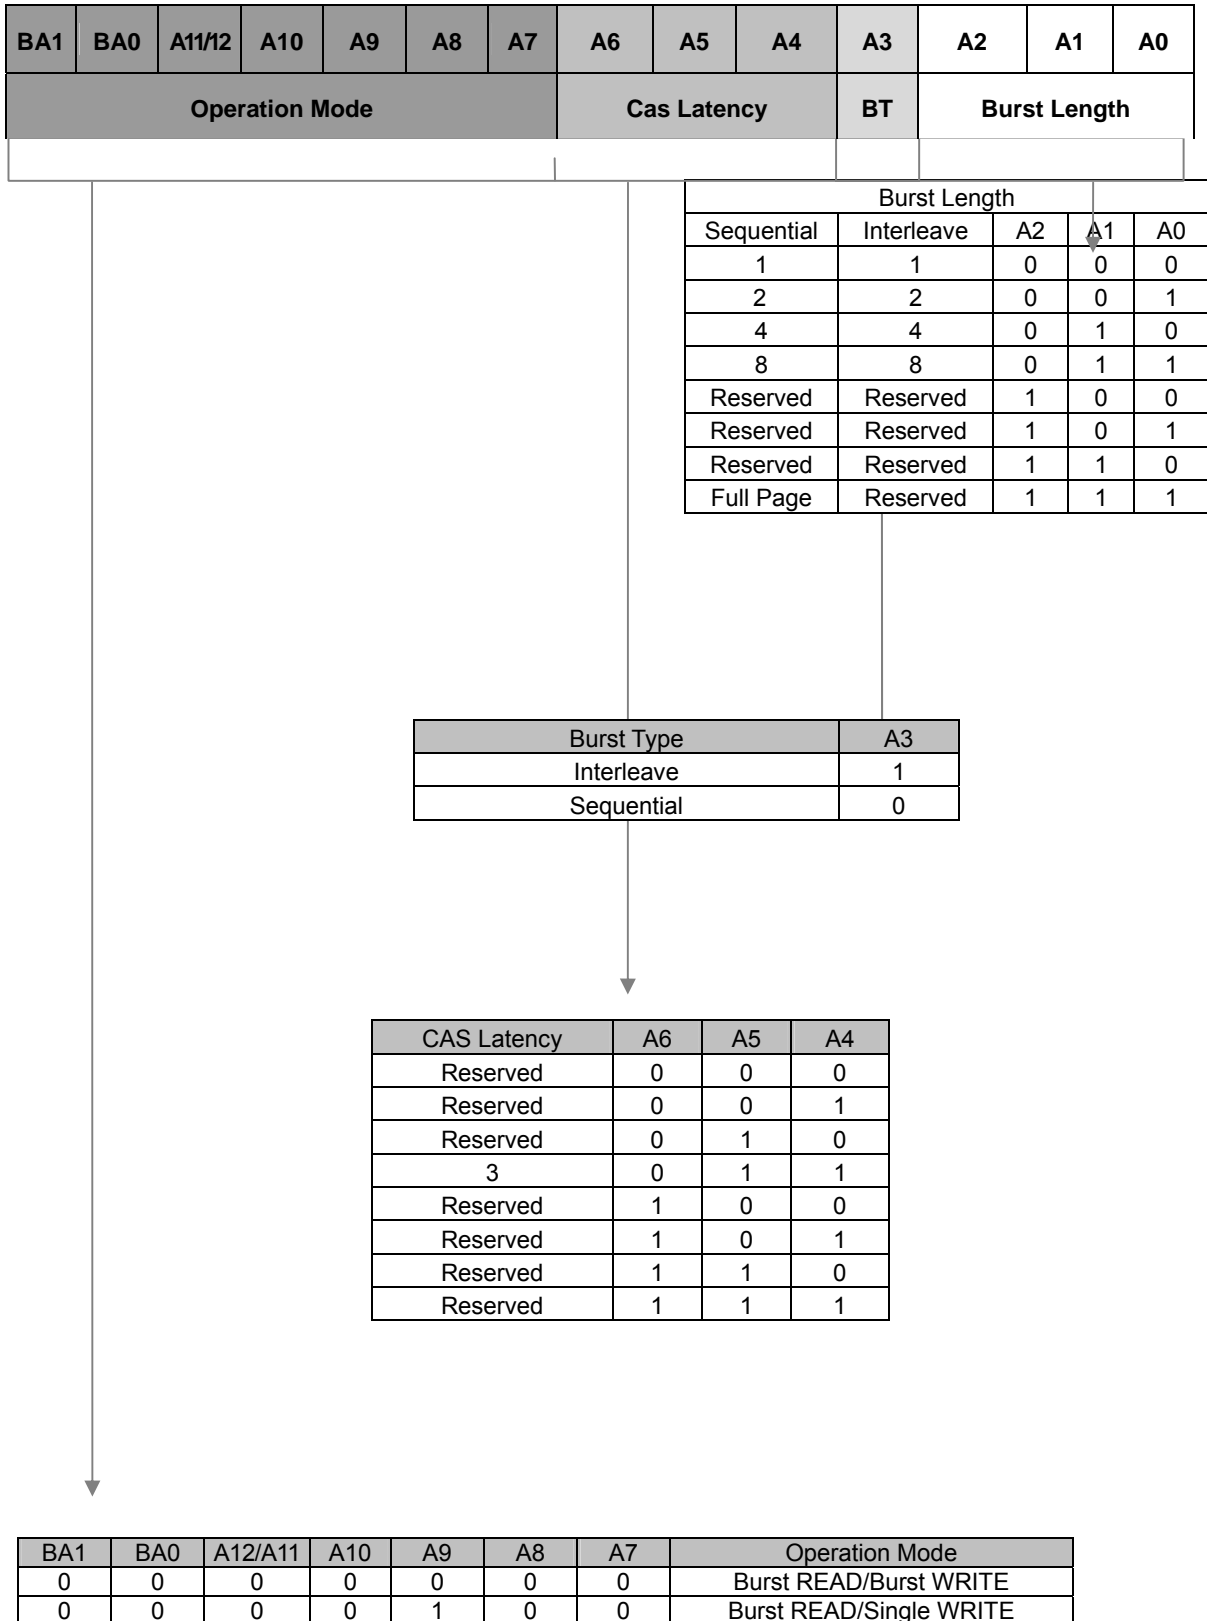 BA1 BA0 A11/12 A10 A9 A8 A7 A6 A5 A4 A3 A2 A1 A0
Operation Mode Cas Latency BT Burst Length
Burst Length
Sequential Interleave A2 A1 A0
1 1 0 0 0
2 2 0 0 1
4 4 0 1 0
8 8 0 1 1
Reserved Reserved 1 0 0
Reserved Reserved 1 0 1
Reserved Reserved 1 1 0
Full Page Reserved 1 1 1
Burst Type A3
Interleave 1
Sequential 0
CAS Latency A6 A5 A4
Reserved 0 0 0
Reserved 0 0 1
Reserved 0 1 0
3 0 1 1
Reserved 1 0 0
Reserved 1 0 1
Reserved 1 1 0
Reserved 1 1 1
BA1 BA0 A12/A11 A10 A9 A8 A7 Operation Mode
0 0 0 0 0 0 0 Burst READ/Burst WRITE
0 0 0 0 1 0 0 Burst READ/Single WRITE